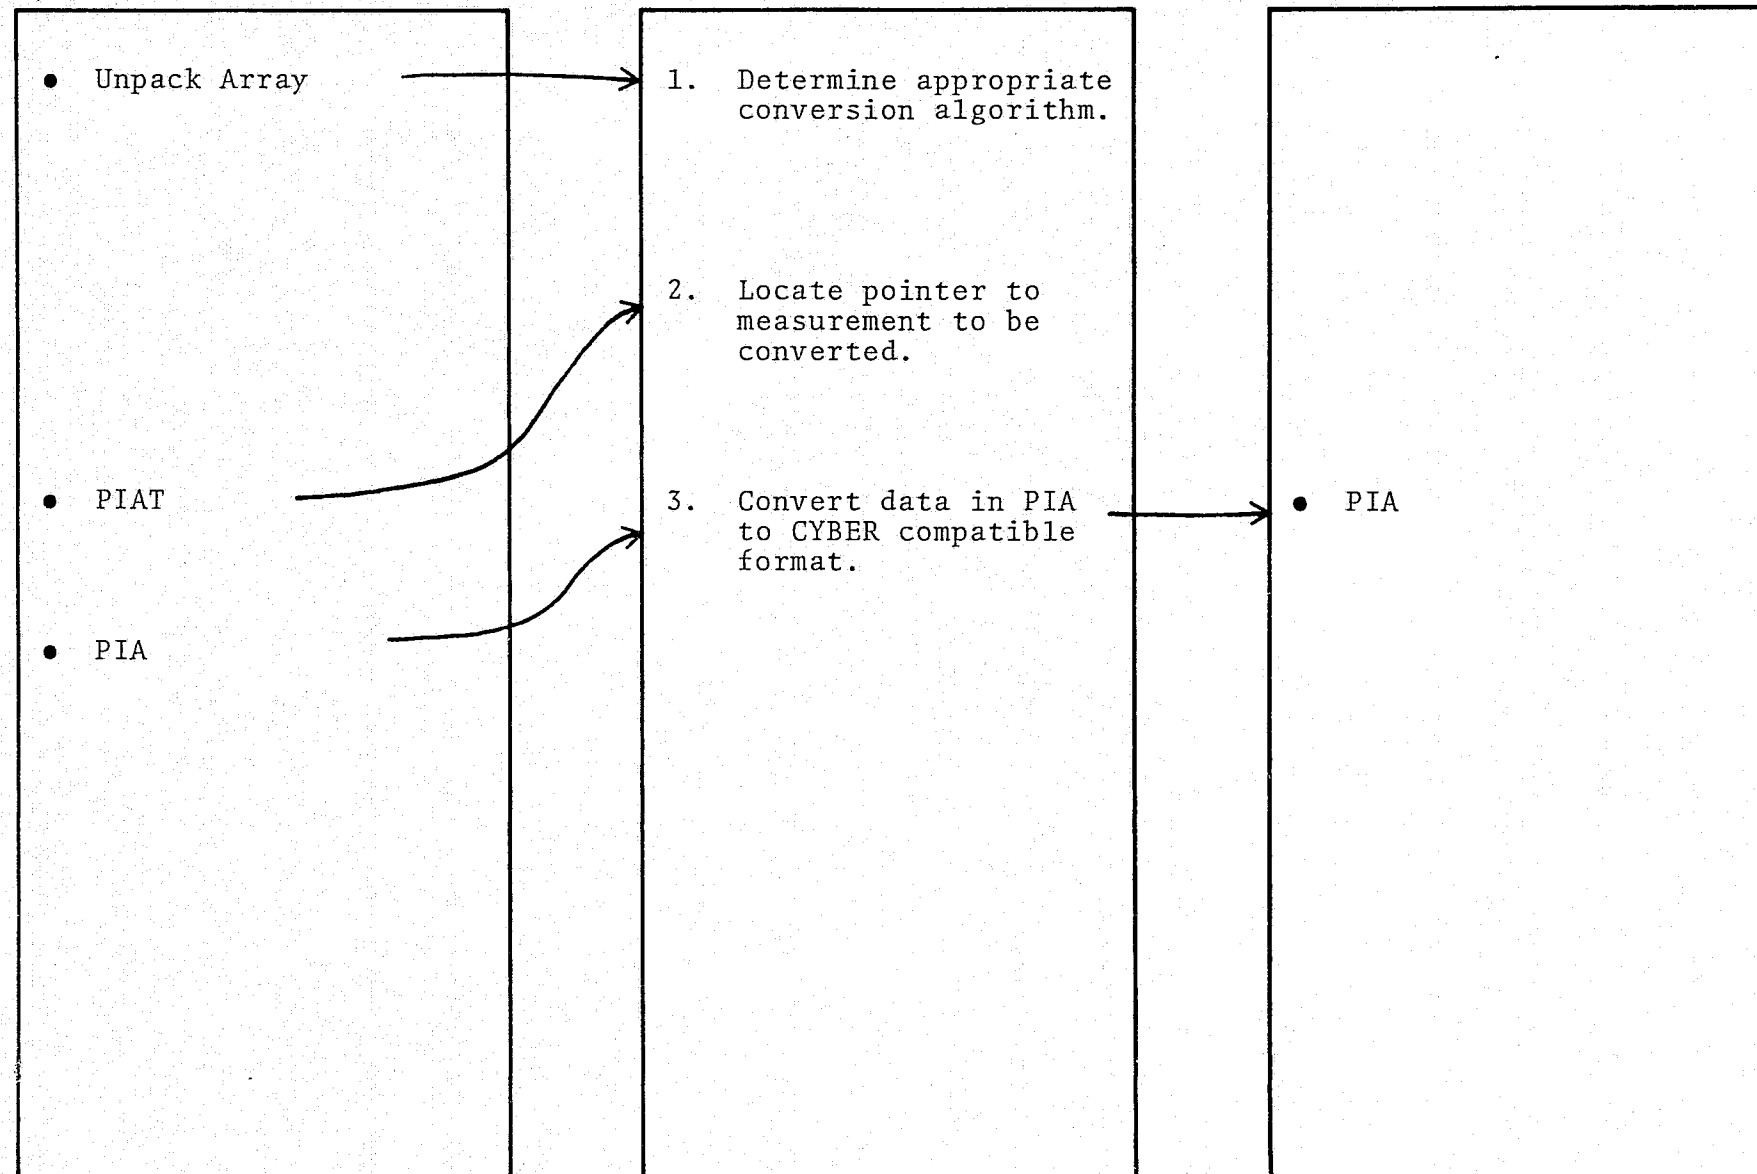 • Unpack Array
• PIAT
• PIA
1. Determine appropriate
conversion algorithm.
2. Locate pointer to
measurement to be
converted.
3. Convert data in PIA
to CYBER compatible
format.
• PIA